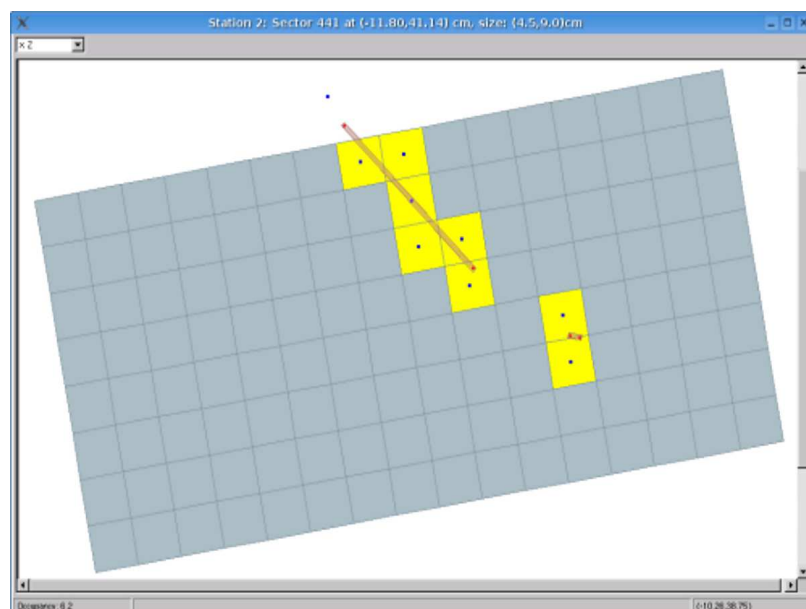 Station 2: Sector 441 at (-11.80,41.14) cm, size: (4.5,9.0)cm
x Z
Occupancy: 6.2
(-10.26,38.75)